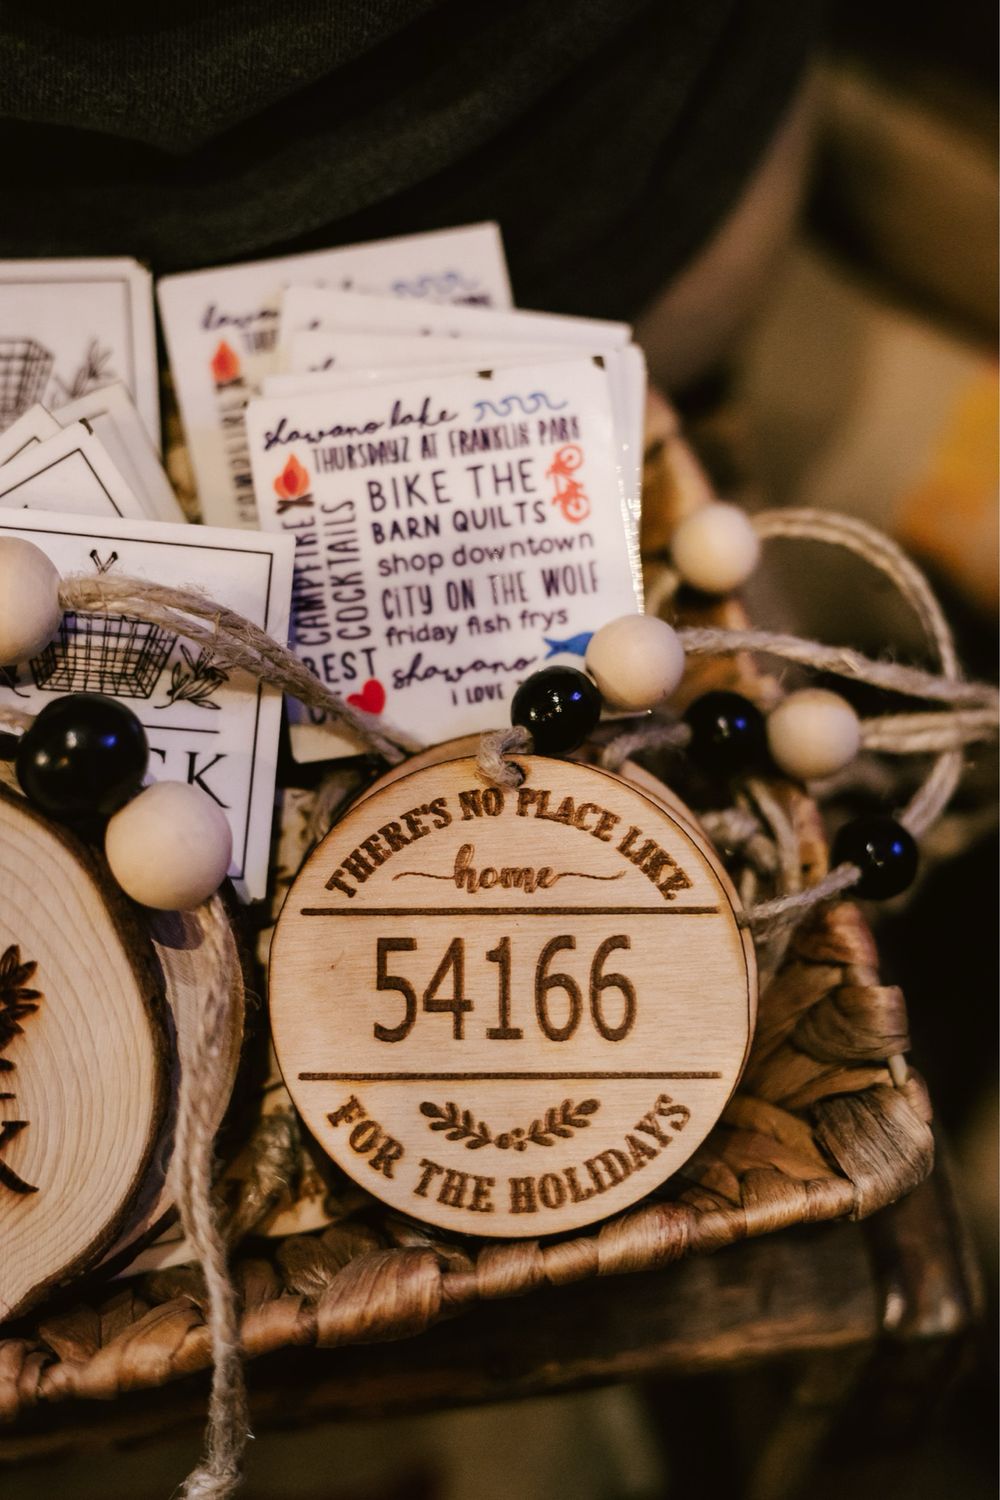 shawano lake
THURSDAYZ AT FRANKLIN PARK
BIKE THE
BARN QUILTS
shop downtown
CITY ON THE WOLF
friday fish frys
shawano
I LOVE
CAMPFIRE
COCKTAILS
BEST
CK
THERE'S NO PLACE LIKE
home
54166
FOR THE HOLIDAYS